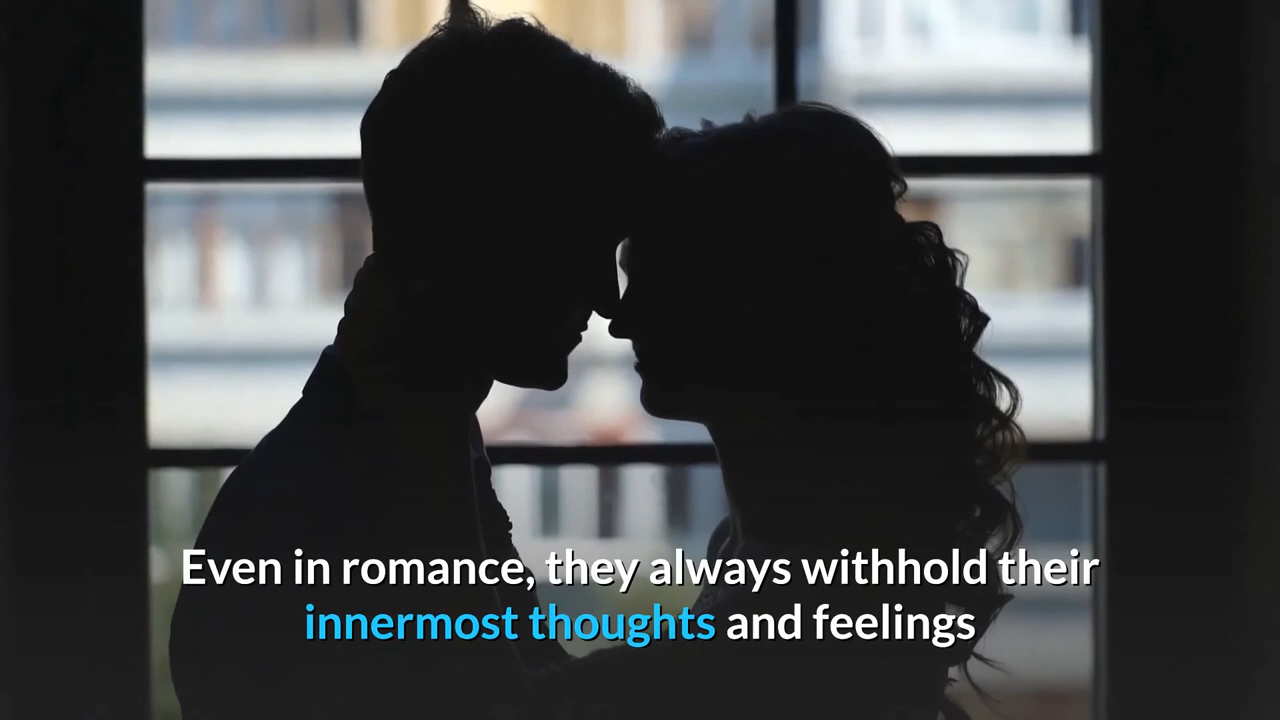 Even in romance, they always withhold their
innermost thoughts and feelings